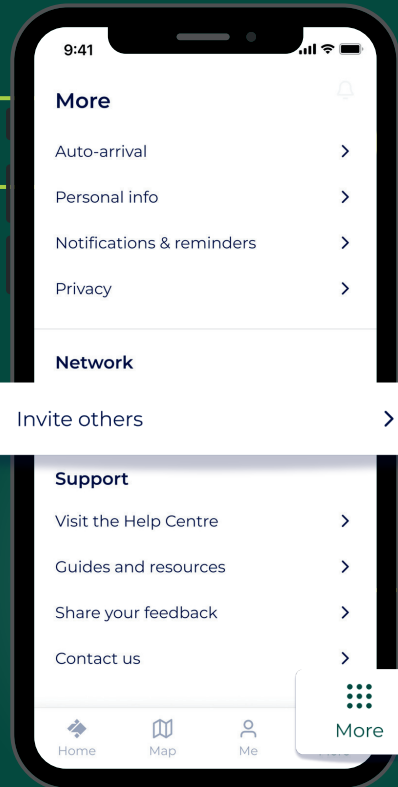 9:41
More
Auto-arrival
Personal info
Notifications & reminders
Privacy
Network
Invite others
Support
Visit the Help Centre
Guides and resources
Share your feedback
Contact us
Home
Map
Me
More